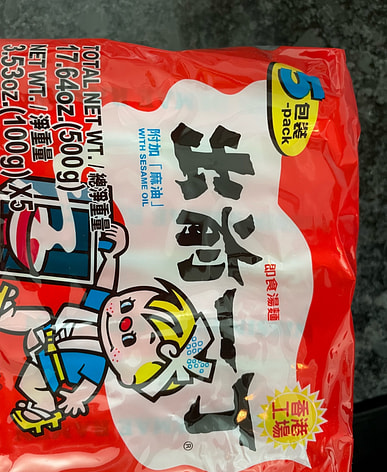 5包裝
-pack
出前一丁
即食湯麵
附加「麻油」
WITH SESAME OIL
香港
工場
®
TOTAL NET WT. / 總淨重量
17.64oz (500g)
NET WT. / 淨重量
3.53oz (100g) X5